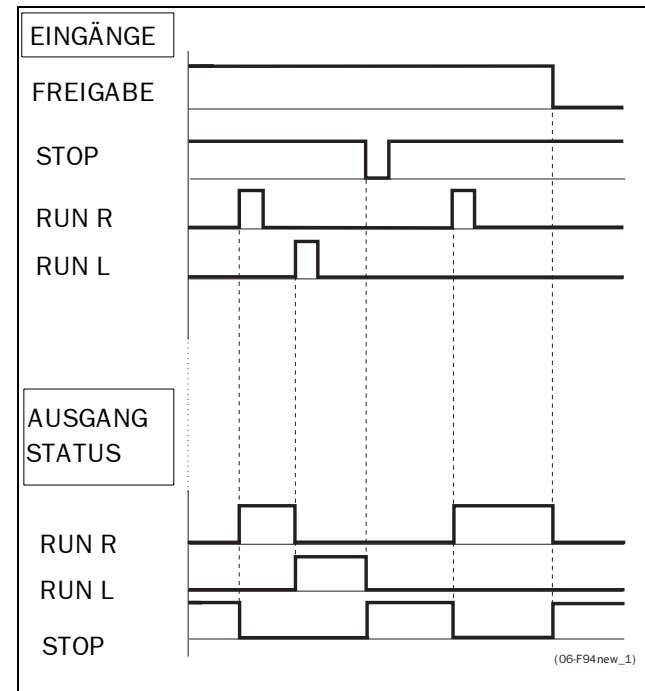 EINGÄNGE
FREIGABE
STOP
RUN R
RUN L
AUSGANG
STATUS
RUN R
RUN L
STOP
(06-F94new_1)